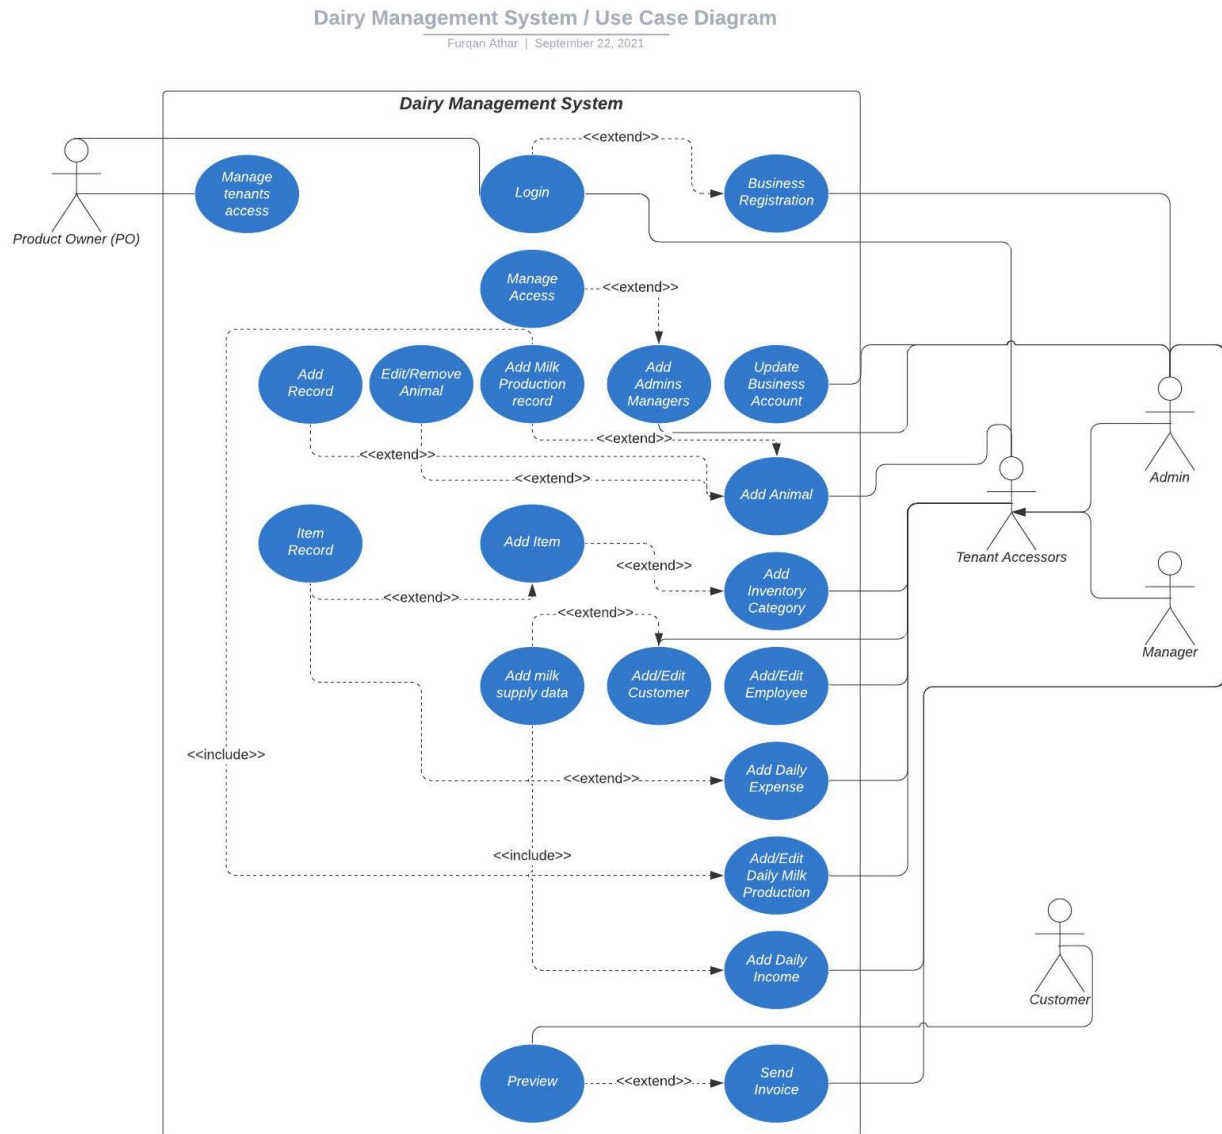 Dairy Management System / Use Case Diagram
Furqan Athar | September 22, 2021
Dairy Management System
<<extend>>
Manage
tenants
access
Login
Business
Registration
Product Owner (PO)
Manage
Access
<<extend>>
Add
Record
Edit/Remove
Animal
Add Milk
Production
record
Add
Admins
Managers
Update
Business
Account
<<extend>>
<<extend>>
<<extend>>
Add Animal
Admin
Item
Record
Add Item
Tenant Accessors
<<extend>>
Add
Inventory
Category
<<extend>>
<<extend>>
Manager
Add milk
supply data
Add/Edit
Customer
Add/Edit
Employee
<<include>>
<<extend>>
Add Daily
Expense
<<include>>
Add/Edit
Daily Milk
Production
Add Daily
Income
Customer
Preview
<<extend>>
Send
Invoice